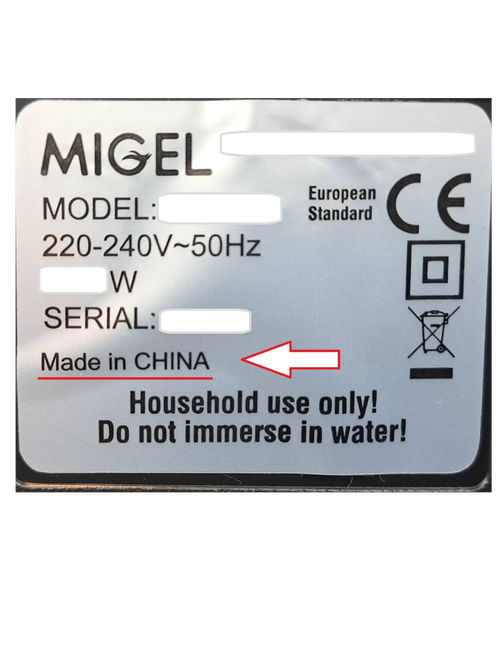 MIGEL
MODEL:
European
Standard
CE
220-240V~50Hz
W
SERIAL:
Made in CHINA
Household use only!
Do not immerse in water!